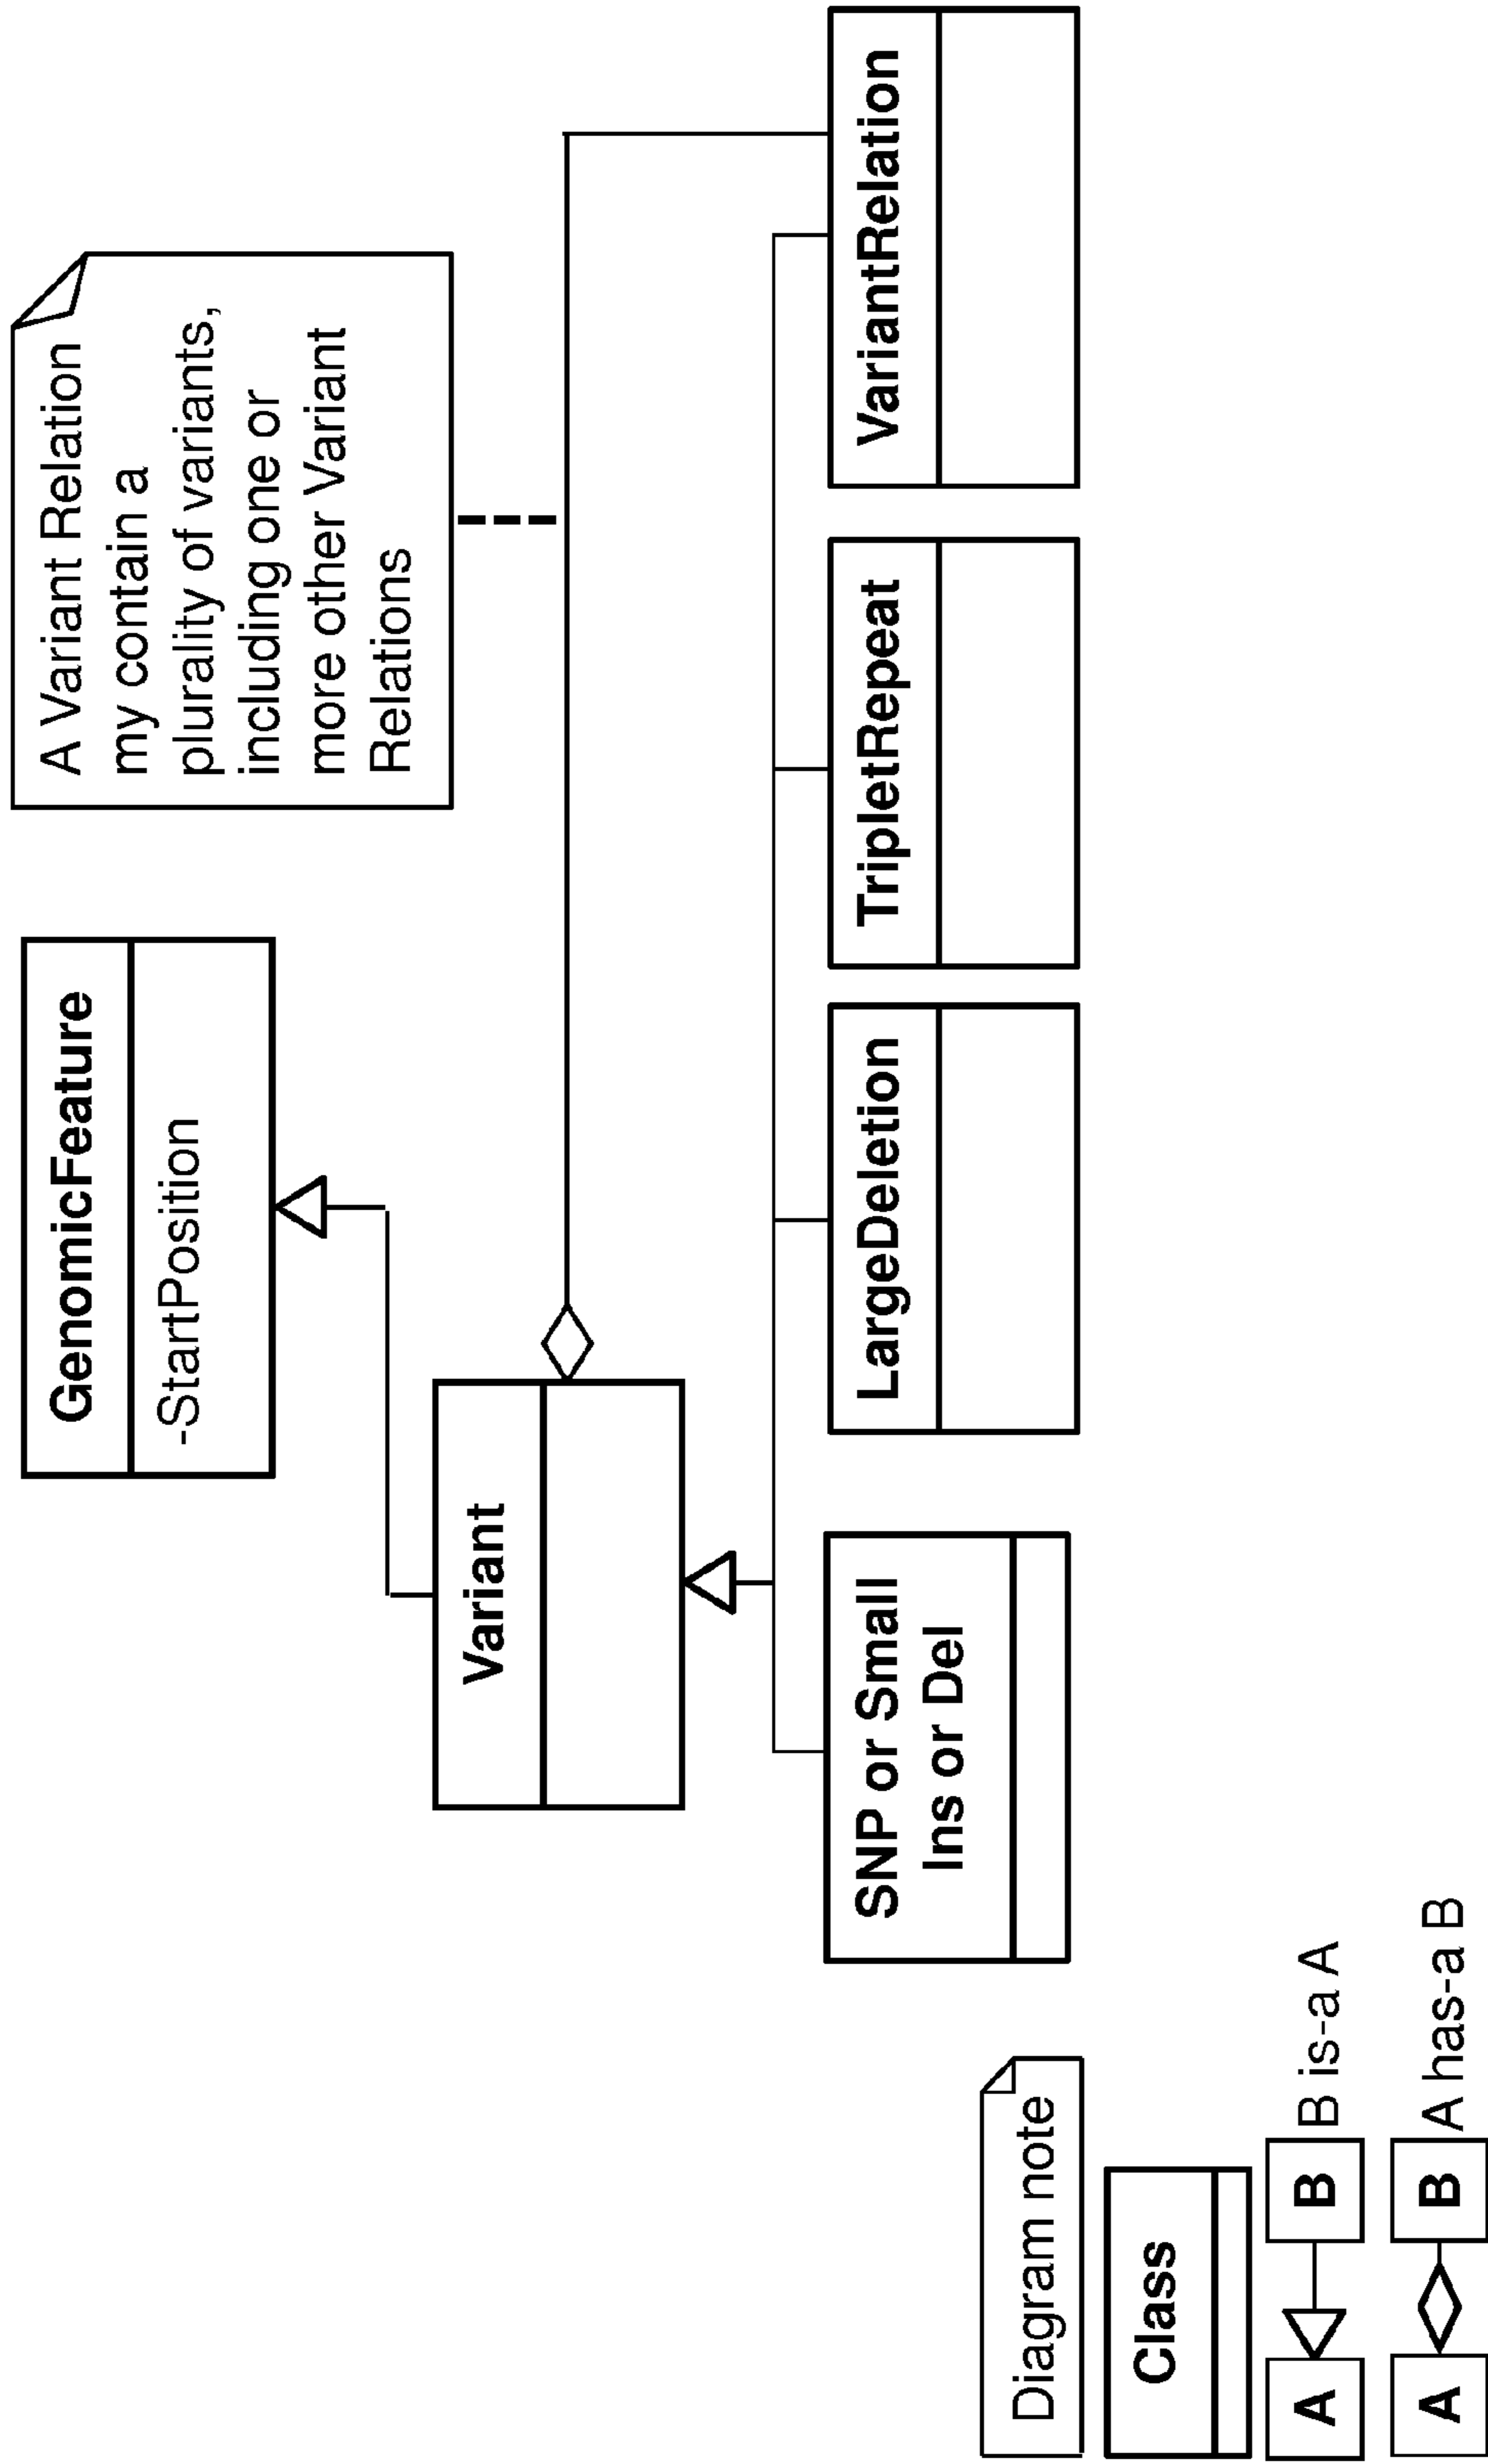 GenomicFeature
-StartPosition
A Variant Relation
my contain a
plurality of variants,
including one or
more other Variant
Relations
Variant
SNP or Small
Ins or Del
LargeDeletion
TripletRepeat
VariantRelation
Diagram note
Class
A B B is-a A
A B A has-a B